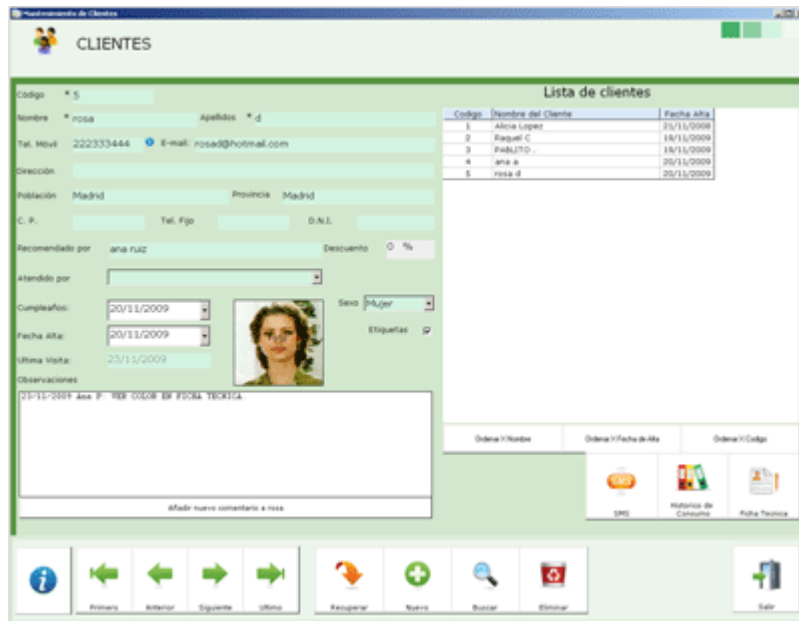 Mantenimiento de Clientes
CLIENTES
Código * 5
Nombre * rosa Apellidos * d
Tel. Móvil 222333444 E-mail: rosad@hotmail.com
Dirección
Población Madrid Provincia Madrid
C. P. Tel. Fijo D.N.I.
Recomendado por ana ruiz Descuento 0 %
Atendido por
Cumpleaños: 20/11/2009 Sexo Mujer
Fecha Alta: 20/11/2009 Etiquetas
Ultima Visita: 23/11/2009
Observaciones
23/11/2009 Ana P: VER COLOR EN FICHA TECNICA
Añadir nuevo comentario a rosa
Lista de clientes
Codigo Nombre del Cliente Fecha Alta
1 Alicia Lopez 21/11/2008
2 Raquel C 19/11/2009
3 PABLITO . 19/11/2009
4 ana a 20/11/2009
5 rosa d 20/11/2009
Ordenar X Nombre Ordenar X Fecha de Alta Ordenar X Codigo
SMS
SMS Historico de Consumo Ficha Tecnica
Primero Anterior Siguiente Ultimo Recuperar Nuevo Buscar Eliminar Salir